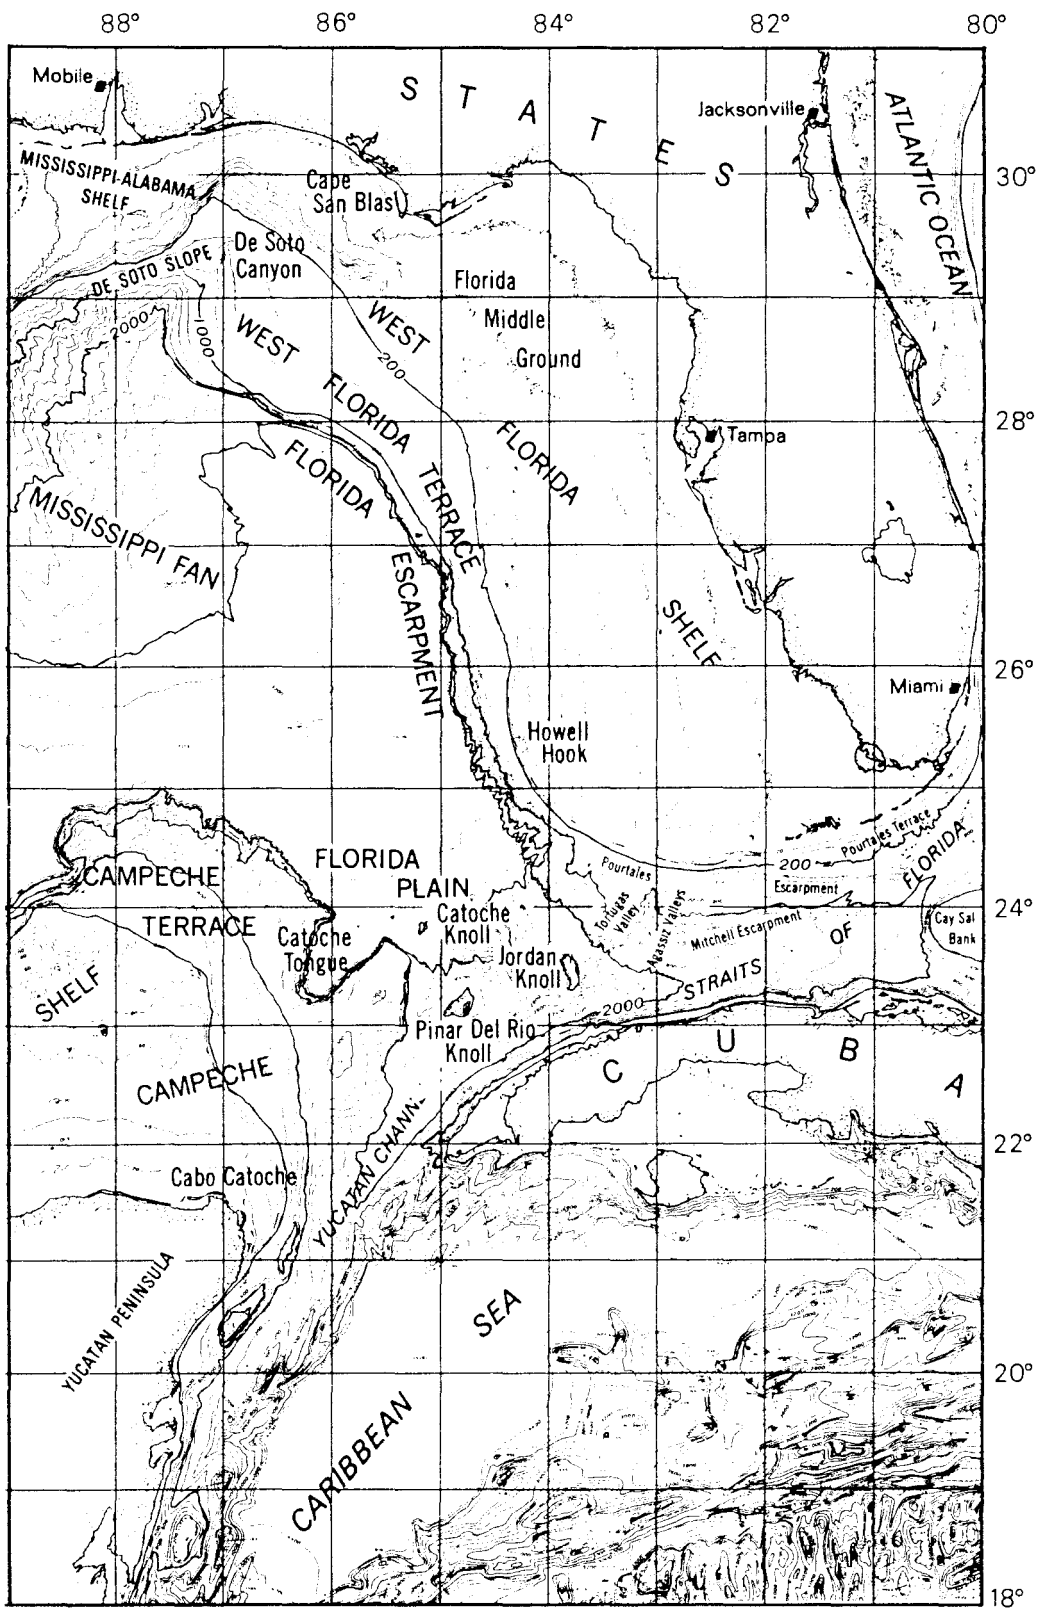 88° 86° 84° 82° 80°
Mobile
S T A T E S
Jacksonville
ATLANTIC OCEAN
30°
MISSISSIPPI-ALABAMA
SHELF
Cape
San Blas
De Soto
Canyon
DE SOTO SLOPE
Florida
Middle
Ground
2000
1000
200
WEST
FLORIDA
TERRACE
WEST
FLORIDA
SHELF
28°
Tampa
FLORIDA
ESCARPMENT
MISSISSIPPI FAN
26°
Miami
Howell
Hook
CAMPECHE
TERRACE
FLORIDA
PLAIN
Pourtales
Escarpment
200
Pourtales Terrace
FLORIDA
24°
Catoche
Tongue
Catoche
Knoll
Jordan
Knoll
Tortugas
Valley
Agassiz Valleys
Mitchell Escarpment
OF
Cay Sal
Bank
STRAITS
2000
SHELF
Pinar Del Rio
Knoll
CAMPECHE
C U B A
22°
YUCATAN CHANN
Cabo Catoche
YUCATAN PENINSULA
SEA
20°
CARIBBEAN
18°